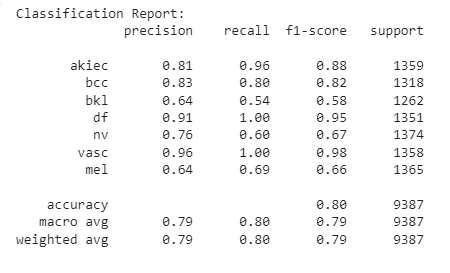 Classification Report:
precision recall f1-score support
akiec 0.81 0.96 0.88 1359
bcc 0.83 0.80 0.82 1318
bkl 0.64 0.54 0.58 1262
df 0.91 1.00 0.95 1351
nv 0.76 0.60 0.67 1374
vasc 0.96 1.00 0.98 1358
mel 0.64 0.69 0.66 1365
accuracy 0.80 9387
macro avg 0.79 0.80 0.79 9387
weighted avg 0.79 0.80 0.79 9387